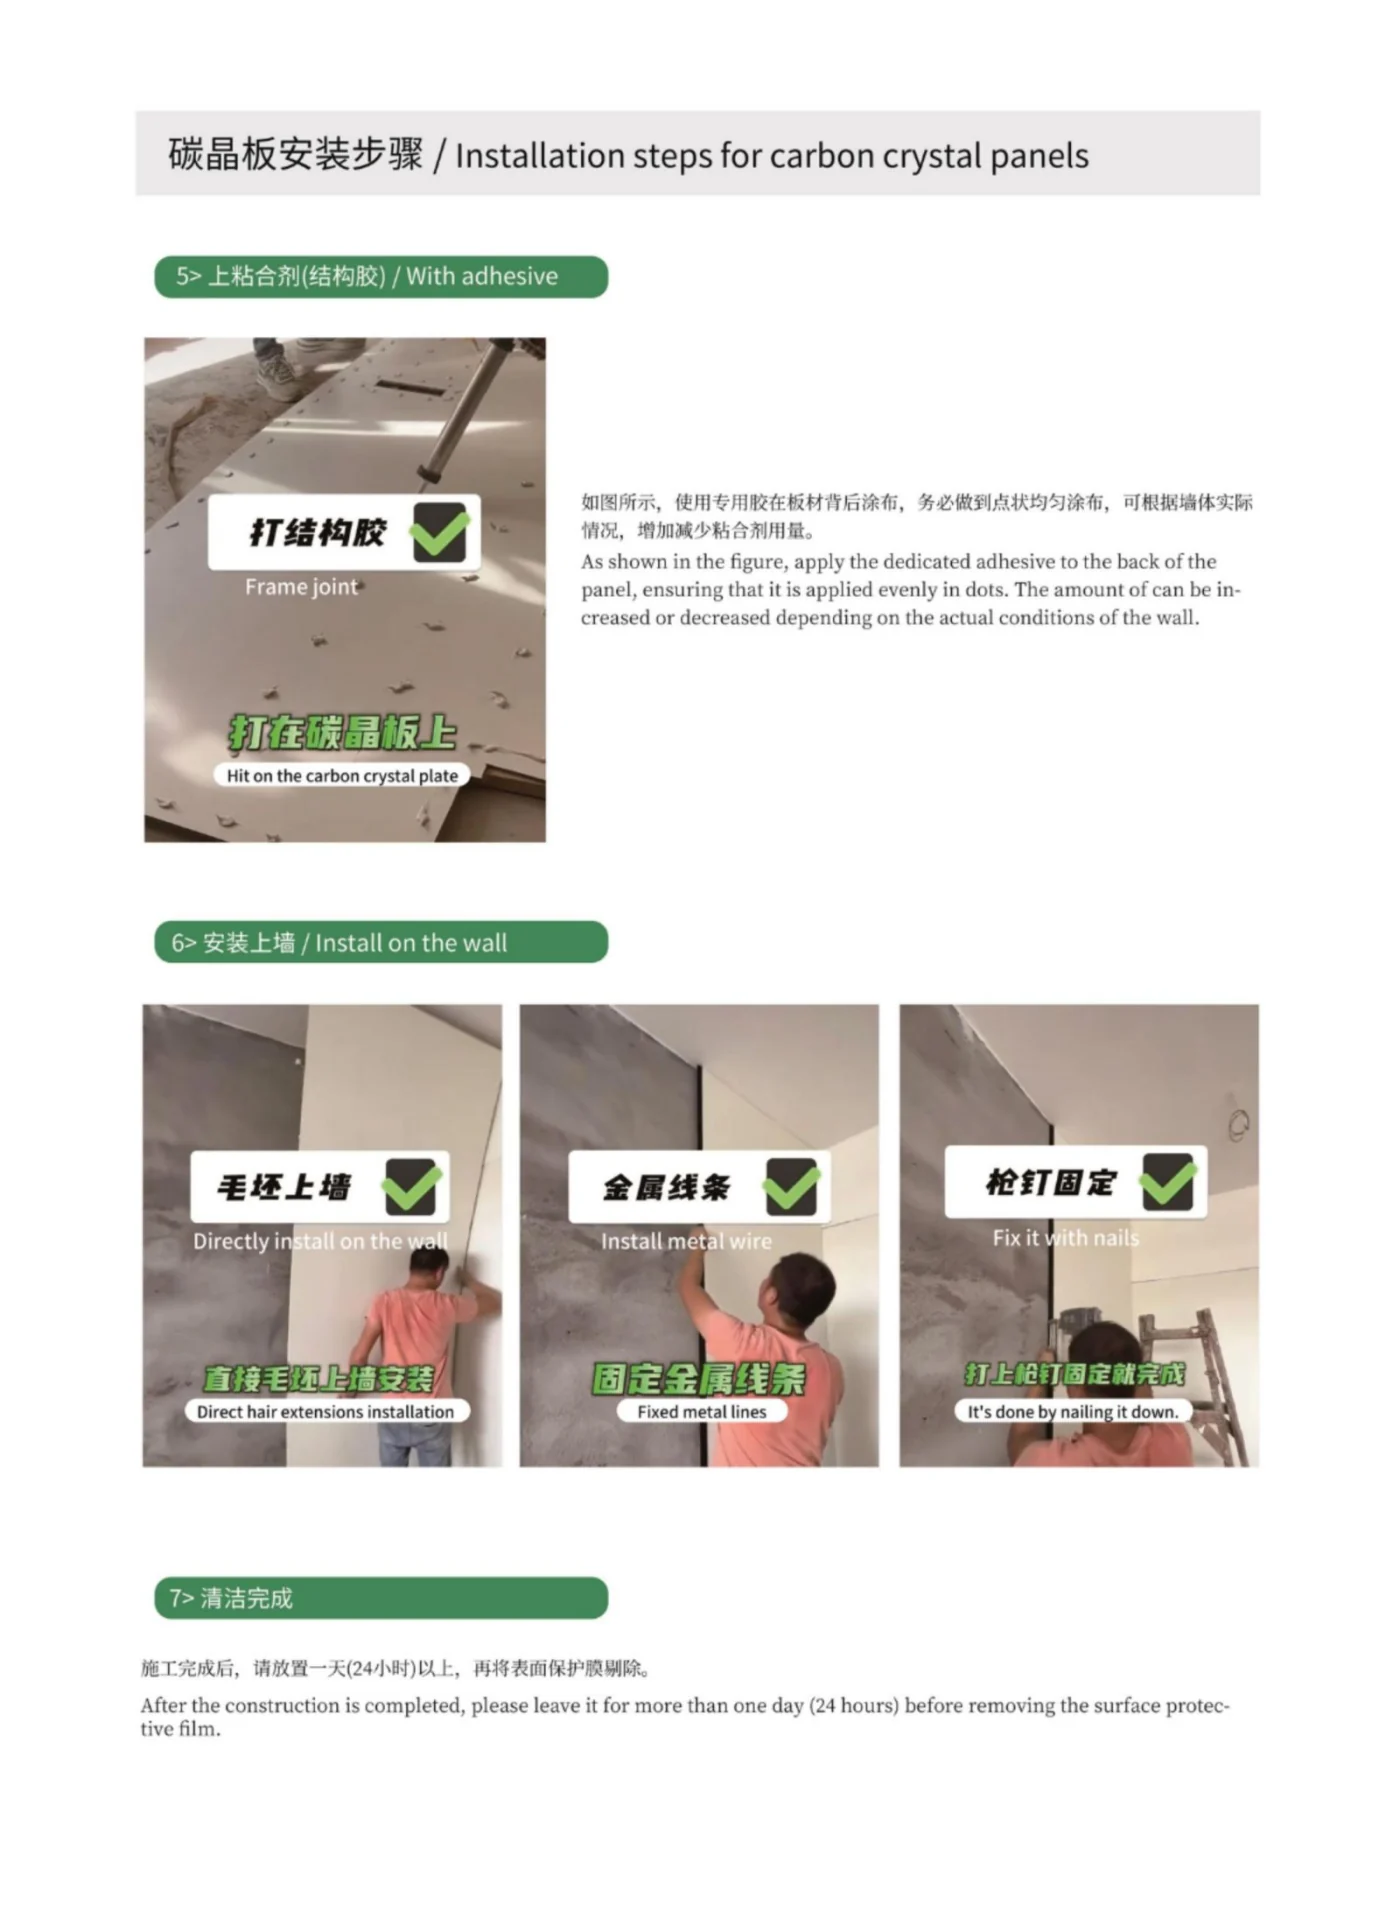 碳晶板安装步骤 / Installation steps for carbon crystal panels
5> 上粘合剂(结构胶) / With adhesive
打结构胶
Frame joint
打在碳晶板上
Hit on the carbon crystal plate
如图所示，使用专用胶在板材背后涂布，务必做到点状均匀涂布，可根据墙体实际
情况，增加减少粘合剂用量。
As shown in the figure, apply the dedicated adhesive to the back of the
panel, ensuring that it is applied evenly in dots. The amount of can be in-
creased or decreased depending on the actual conditions of the wall.
6> 安装上墙 / Install on the wall
毛坯上墙
Directly install on the wall
直接毛坯上墙安装
Direct hair extensions installation
金属线条
Install metal wire
固定金属线条
Fixed metal lines
枪钉固定
Fix it with nails
打上枪钉固定就完成
It's done by nailing it down.
7> 清洁完成
施工完成后，请放置一天(24小时)以上，再将表面保护膜剔除。
After the construction is completed, please leave it for more than one day (24 hours) before removing the surface protec-
tive film.